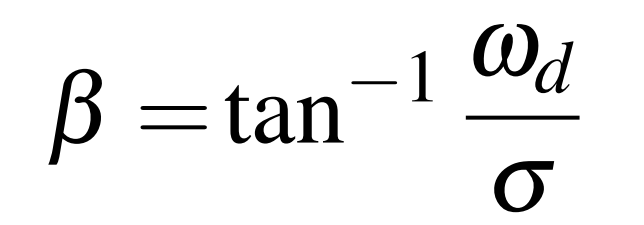 β = tan⁻¹ ω_d/σ